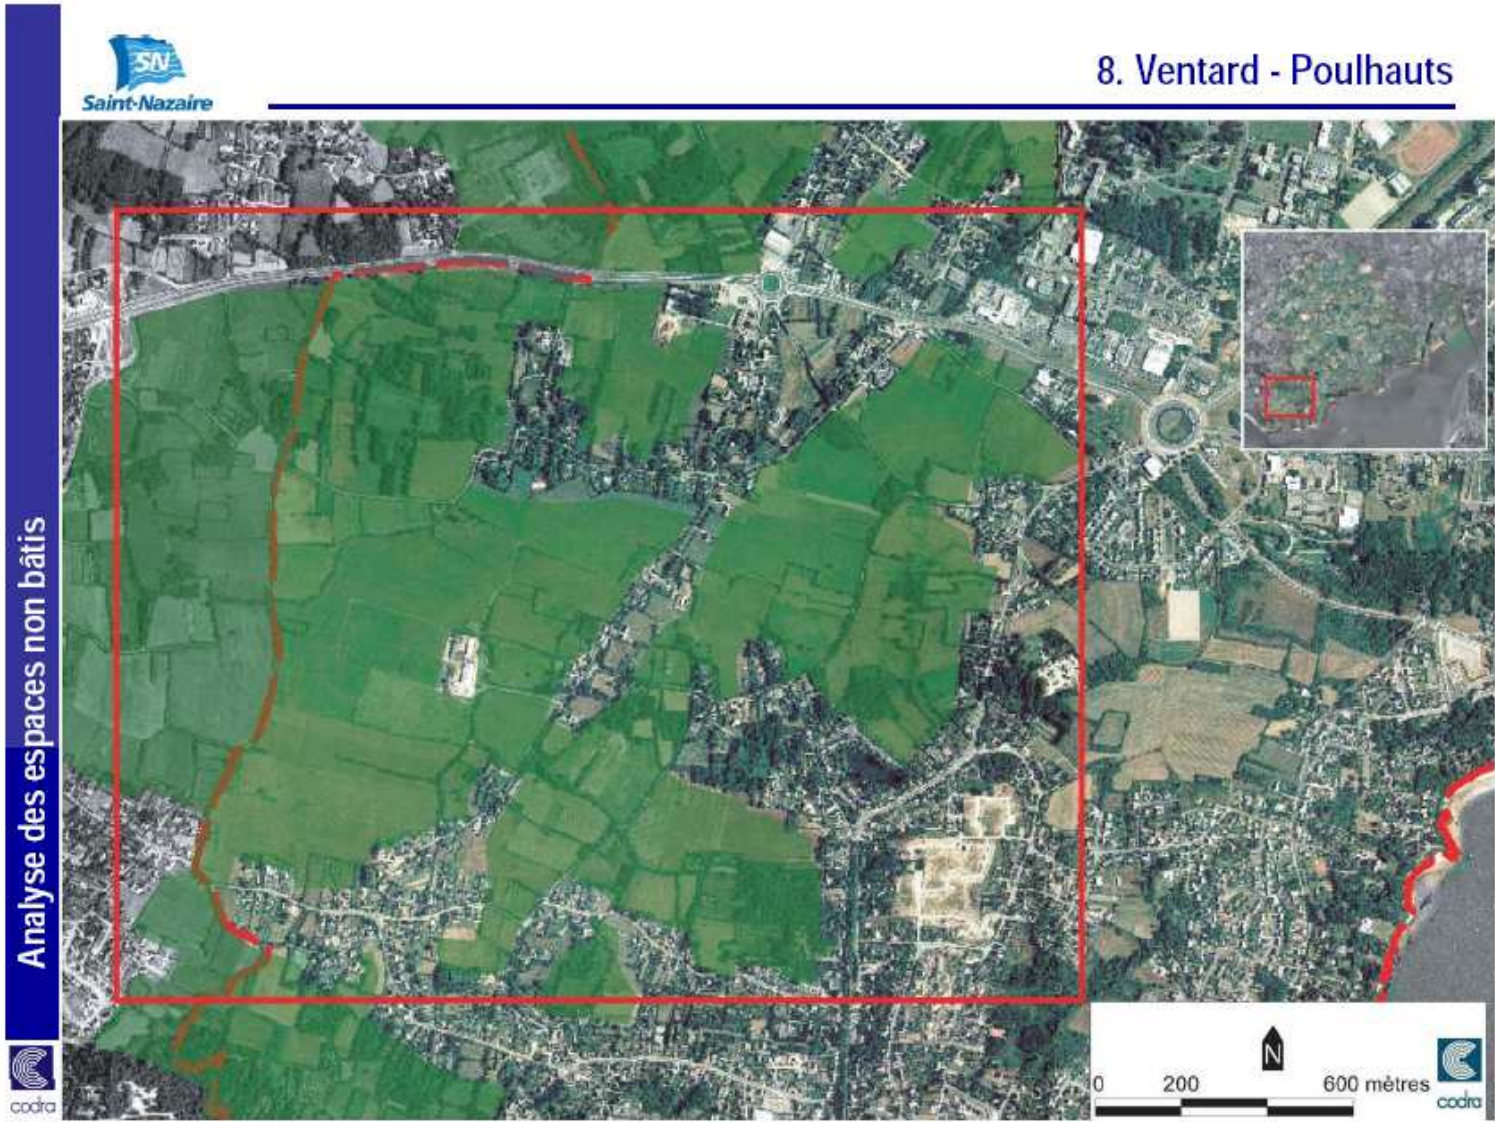 SN
Saint-Nazaire
8. Ventard - Poulhauts
Analyse des espaces non bâtis
N
0 200 600 mètres
codra
codra